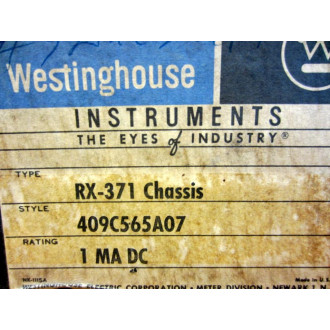 Westinghouse
W
INSTRUMENTS
THE EYES of INDUSTRY®
TYPE
RX-371 Chassis
STYLE
409C565A07
RATING
1 MA DC
Made in U.S.
ELECTRIC CORPORATION • METER DIVISION • NEWARK